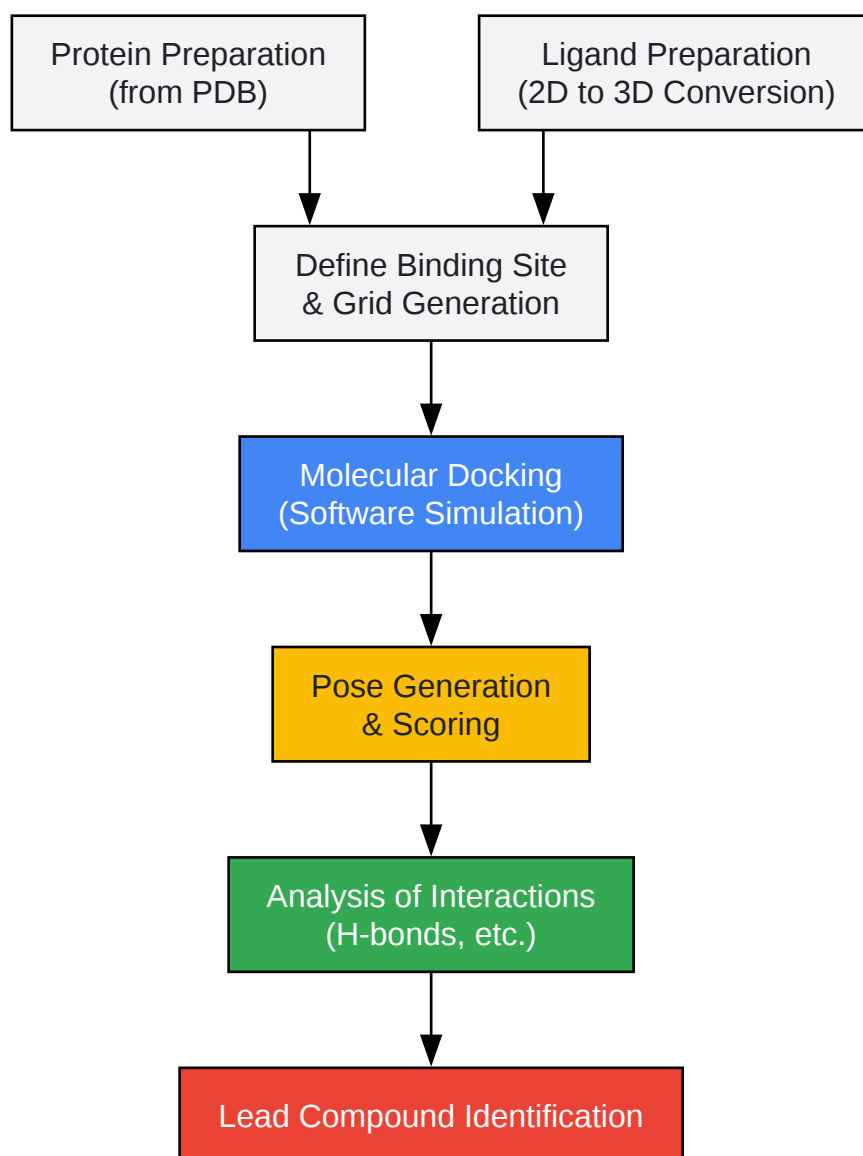 Protein Preparation
(from PDB)
Ligand Preparation
(2D to 3D Conversion)
Define Binding Site
& Grid Generation
Molecular Docking
(Software Simulation)
Pose Generation
& Scoring
Analysis of Interactions
(H-bonds, etc.)
Lead Compound Identification